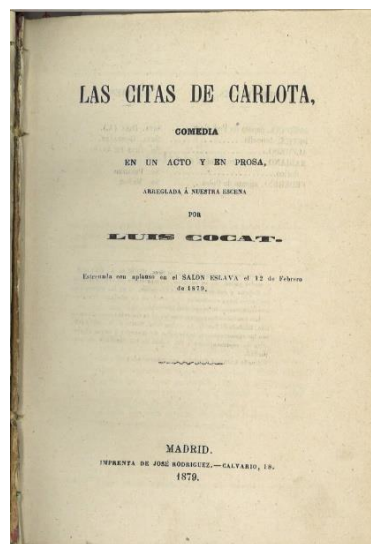 LAS CITAS DE CARLOTA,
COMEDIA
EN UN ACTO Y EN PROSA,
ARREGLADA Á NUESTRA ESCENA
POR
LUIS COCAT.
Estrenada con aplauso en el SALON ESLAVA el 12 de Febrero
de 1879.
MADRID.
IMPRENTA DE JOSÉ RODRIGUEZ.—CALVARIO, 18.
1879.